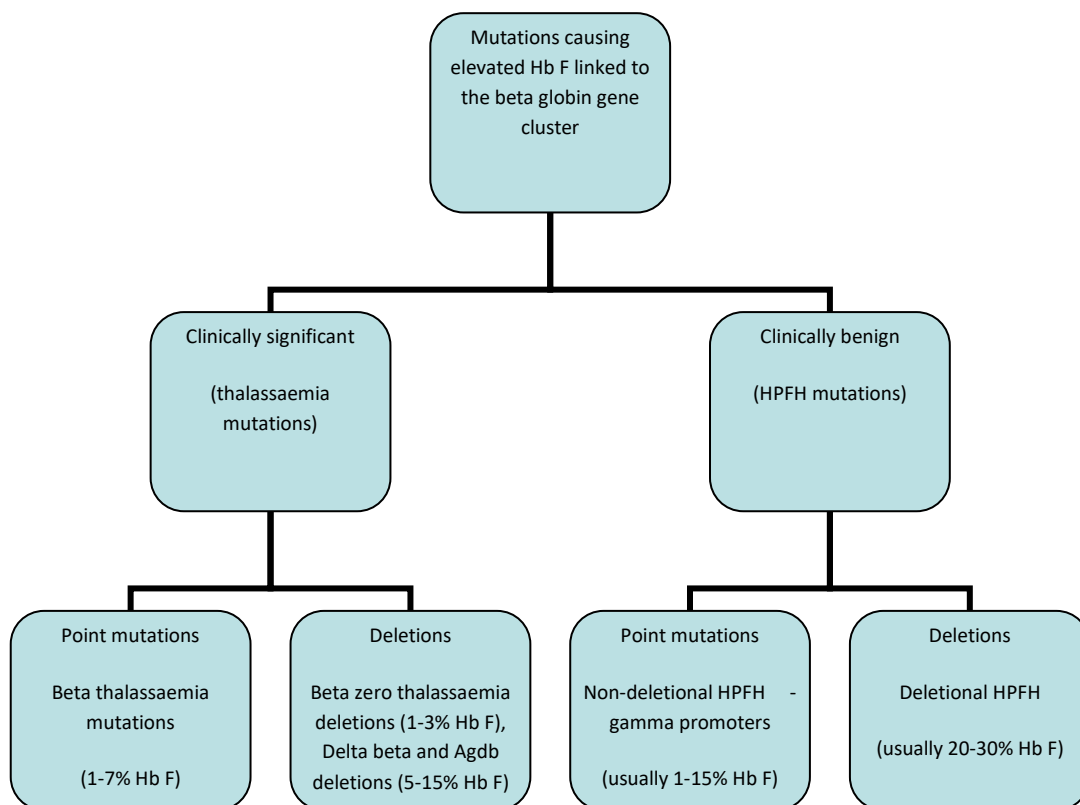 Mutations causing
elevated Hb F linked to
the beta globin gene
cluster
Clinically significant
(thalassaemia
mutations)
Clinically benign
(HPFH mutations)
Point mutations
Beta thalassaemia
mutations
(1-7% Hb F)
Deletions
Beta zero thalassaemia
deletions (1-3% Hb F),
Delta beta and Agdb
deletions (5-15% Hb F)
Point mutations
Non-deletional HPFH -
gamma promoters
(usually 1-15% Hb F)
Deletions
Deletional HPFH
(usually 20-30% Hb F)